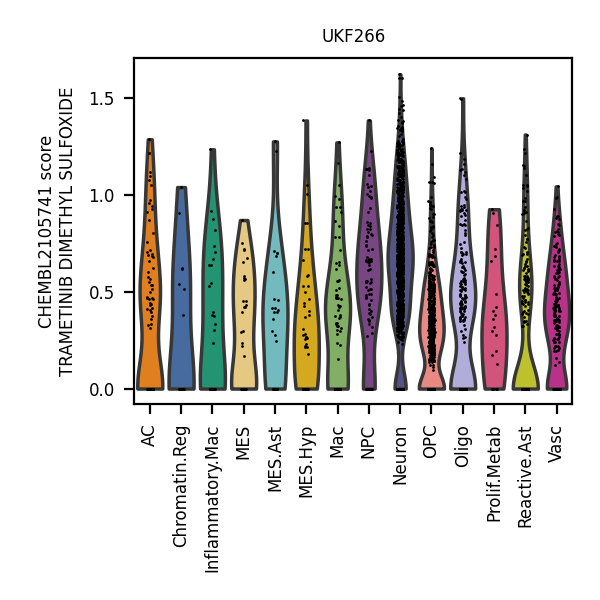 UKF266
CHEMBL2105741 score
TRAMETINIB DIMETHYL SULFOXIDE
1.5
1.0
0.5
0.0
AC
Chromatin.Reg
Inflammatory.Mac
MES
MES.Ast
MES.Hyp
Mac
NPC
Neuron
OPC
Oligo
Prolif.Metab
Reactive.Ast
Vasc